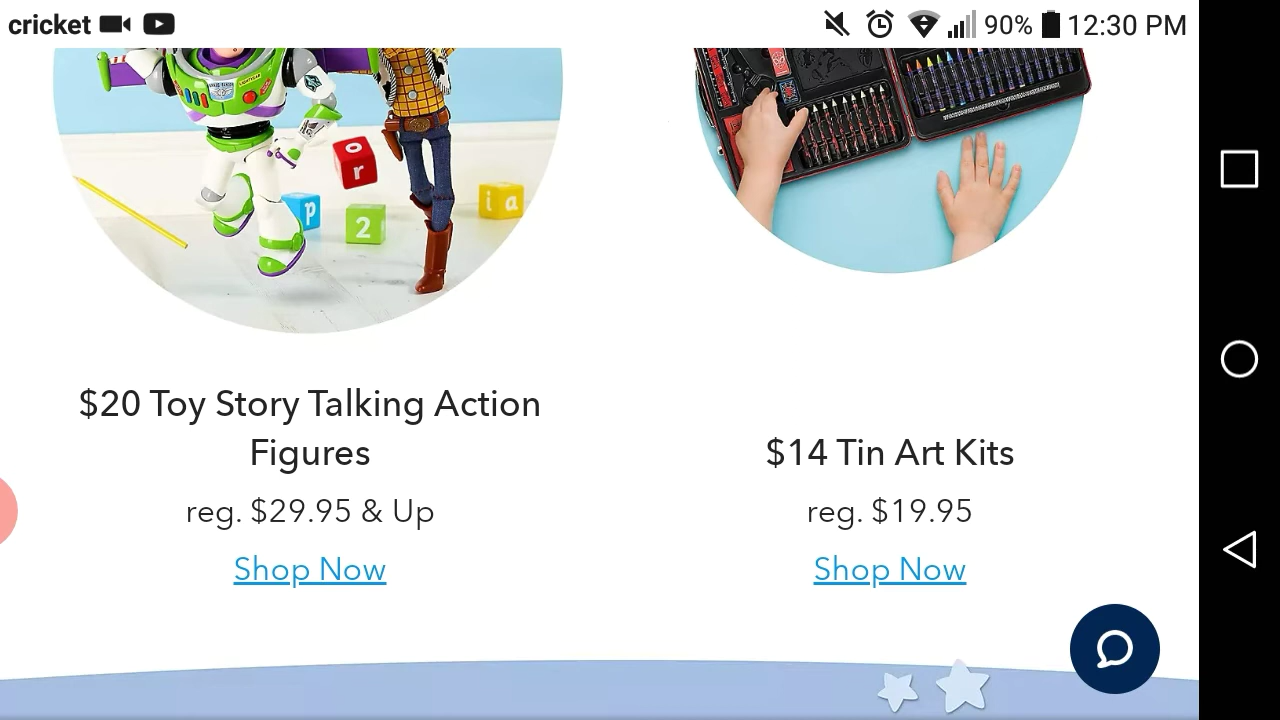 cricket
90% 12:30 PM
o
r
p
2
i a
$20 Toy Story Talking Action
Figures
reg. $29.95 & Up
Shop Now
$14 Tin Art Kits
reg. $19.95
Shop Now